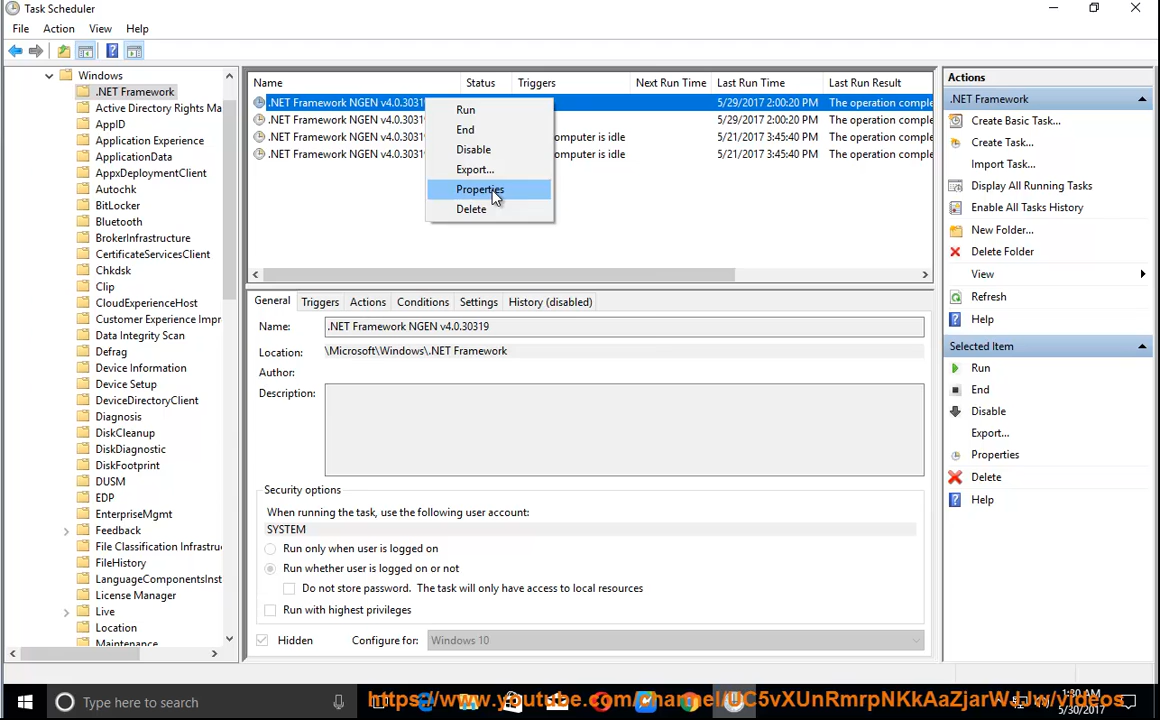 Task Scheduler
File Action View Help
Windows
.NET Framework
Active Directory Rights Ma
AppID
Application Experience
ApplicationData
AppxDeploymentClient
Autochk
BitLocker
Bluetooth
BrokerInfrastructure
CertificateServicesClient
Chkdsk
Clip
CloudExperienceHost
Customer Experience Impr
Data Integrity Scan
Defrag
Device Information
Device Setup
DeviceDirectoryClient
Diagnosis
DiskCleanup
DiskDiagnostic
DiskFootprint
DUSM
EDP
EnterpriseMgmt
Feedback
File Classification Infrastru
FileHistory
LanguageComponentsInst
License Manager
Live
Location
Maintenance
Name Status Triggers Next Run Time Last Run Time Last Run Result
.NET Framework NGEN v4.0.3031 5/29/2017 2:00:20 PM The operation comple
.NET Framework NGEN v4.0.3031 5/29/2017 2:00:20 PM The operation comple
.NET Framework NGEN v4.0.3031 omputer is idle 5/21/2017 3:45:40 PM The operation comple
.NET Framework NGEN v4.0.3031 omputer is idle 5/21/2017 3:45:40 PM The operation comple
Run
End
Disable
Export...
Properties
Delete
General Triggers Actions Conditions Settings History (disabled)
Name: .NET Framework NGEN v4.0.30319
Location: \Microsoft\Windows\.NET Framework
Author:
Description:
Security options
When running the task, use the following user account:
SYSTEM
Run only when user is logged on
Run whether user is logged on or not
Do not store password. The task will only have access to local resources
Run with highest privileges
Hidden Configure for: Windows 10
Actions
.NET Framework
Create Basic Task...
Create Task...
Import Task...
Display All Running Tasks
Enable All Tasks History
New Folder...
Delete Folder
View
Refresh
Help
Selected Item
Run
End
Disable
Export...
Properties
Delete
Help
Type here to search
1:30 AM
5/30/2017